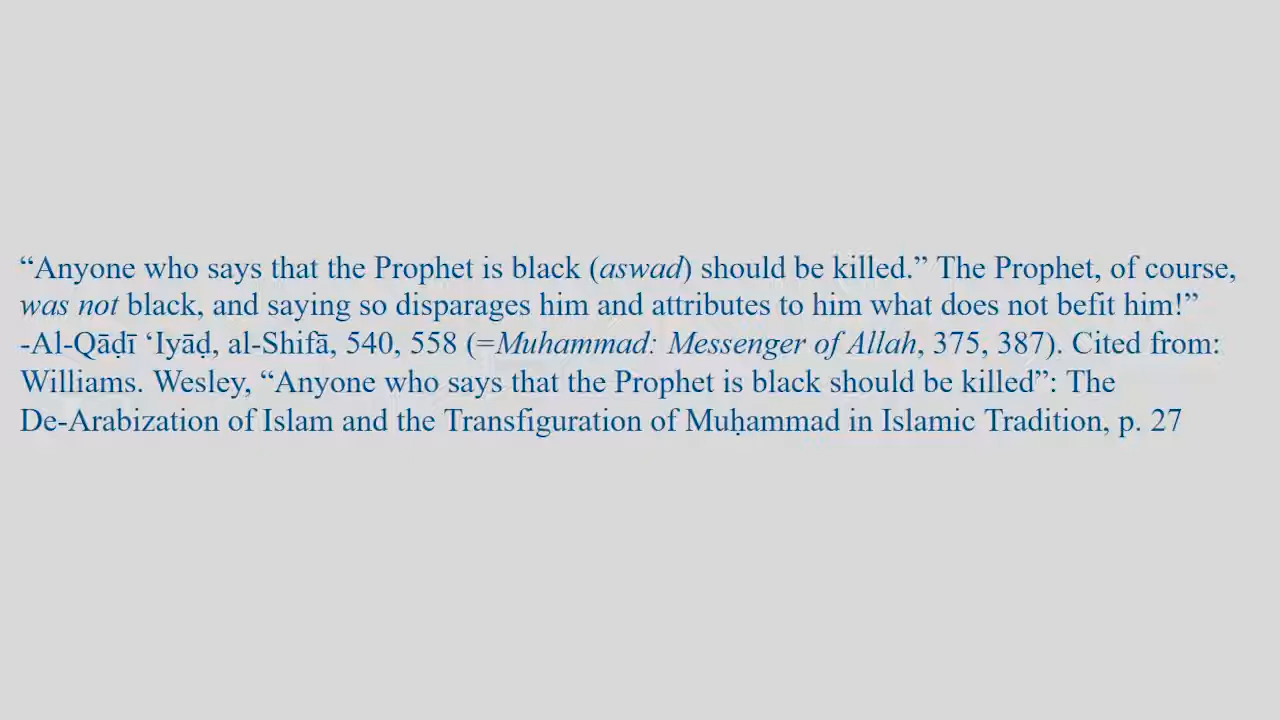 “Anyone who says that the Prophet is black (aswad) should be killed.” The Prophet, of course,
was not black, and saying so disparages him and attributes to him what does not befit him!”
-Al-Qāḍī ‘Iyāḍ, al-Shifā, 540, 558 (=Muhammad: Messenger of Allah, 375, 387). Cited from:
Williams. Wesley, “Anyone who says that the Prophet is black should be killed”: The
De-Arabization of Islam and the Transfiguration of Muḥammad in Islamic Tradition, p. 27